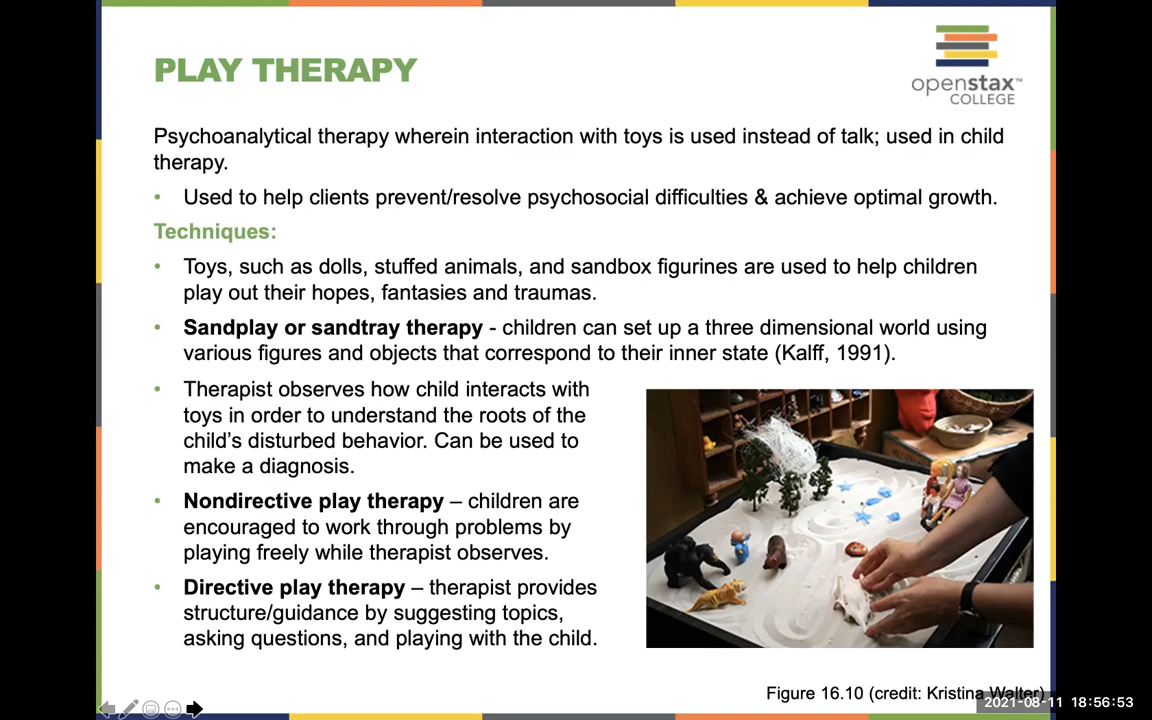 PLAY THERAPY
openstax™
COLLEGE
Psychoanalytical therapy wherein interaction with toys is used instead of talk; used in child
therapy.
• Used to help clients prevent/resolve psychosocial difficulties & achieve optimal growth.
Techniques:
• Toys, such as dolls, stuffed animals, and sandbox figurines are used to help children
play out their hopes, fantasies and traumas.
• Sandplay or sandtray therapy - children can set up a three dimensional world using
various figures and objects that correspond to their inner state (Kalff, 1991).
• Therapist observes how child interacts with
toys in order to understand the roots of the
child’s disturbed behavior. Can be used to
make a diagnosis.
• Nondirective play therapy – children are
encouraged to work through problems by
playing freely while therapist observes.
• Directive play therapy – therapist provides
structure/guidance by suggesting topics,
asking questions, and playing with the child.
Figure 16.10 (credit: Kristina Walter)
2021-08-11 18:56:53